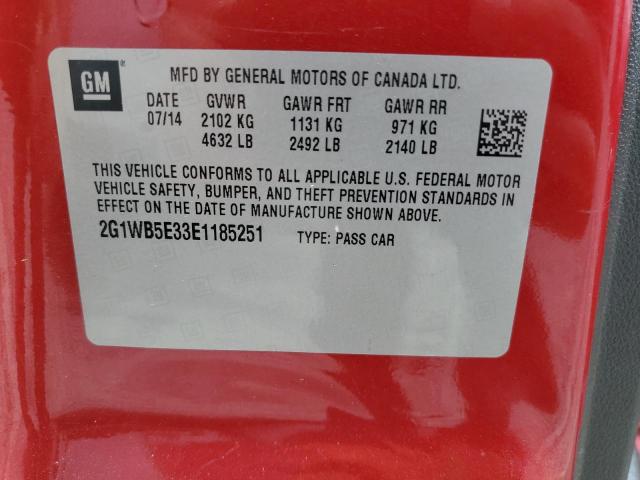 GM
MFD BY GENERAL MOTORS OF CANADA LTD.
DATE GVWR GAWR FRT GAWR RR
07/14 2102 KG 1131 KG 971 KG
4632 LB 2492 LB 2140 LB
THIS VEHICLE CONFORMS TO ALL APPLICABLE U.S. FEDERAL MOTOR
VEHICLE SAFETY, BUMPER, AND THEFT PREVENTION STANDARDS IN
EFFECT ON THE DATE OF MANUFACTURE SHOWN ABOVE.
2G1WB5E33E1185251 TYPE: PASS CAR